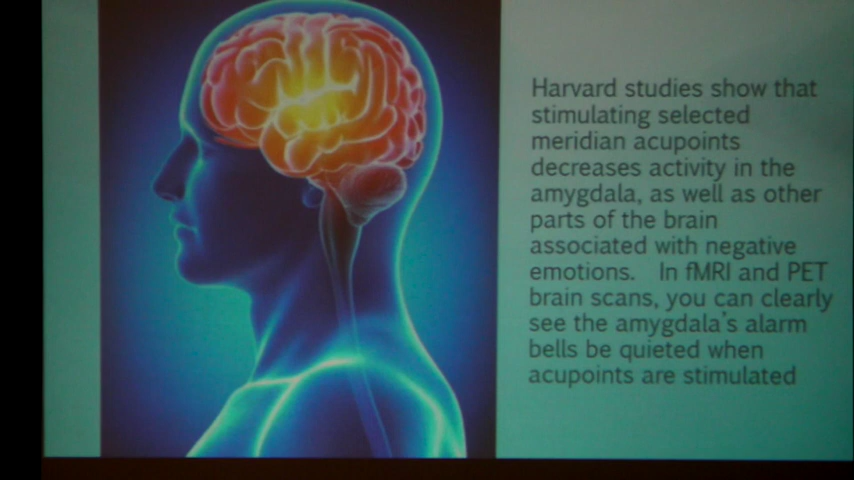 Harvard studies show that
stimulating selected
meridian acupoints
decreases activity in the
amygdala, as well as other
parts of the brain
associated with negative
emotions. In fMRI and PET
brain scans, you can clearly
see the amygdala's alarm
bells be quieted when
acupoints are stimulated